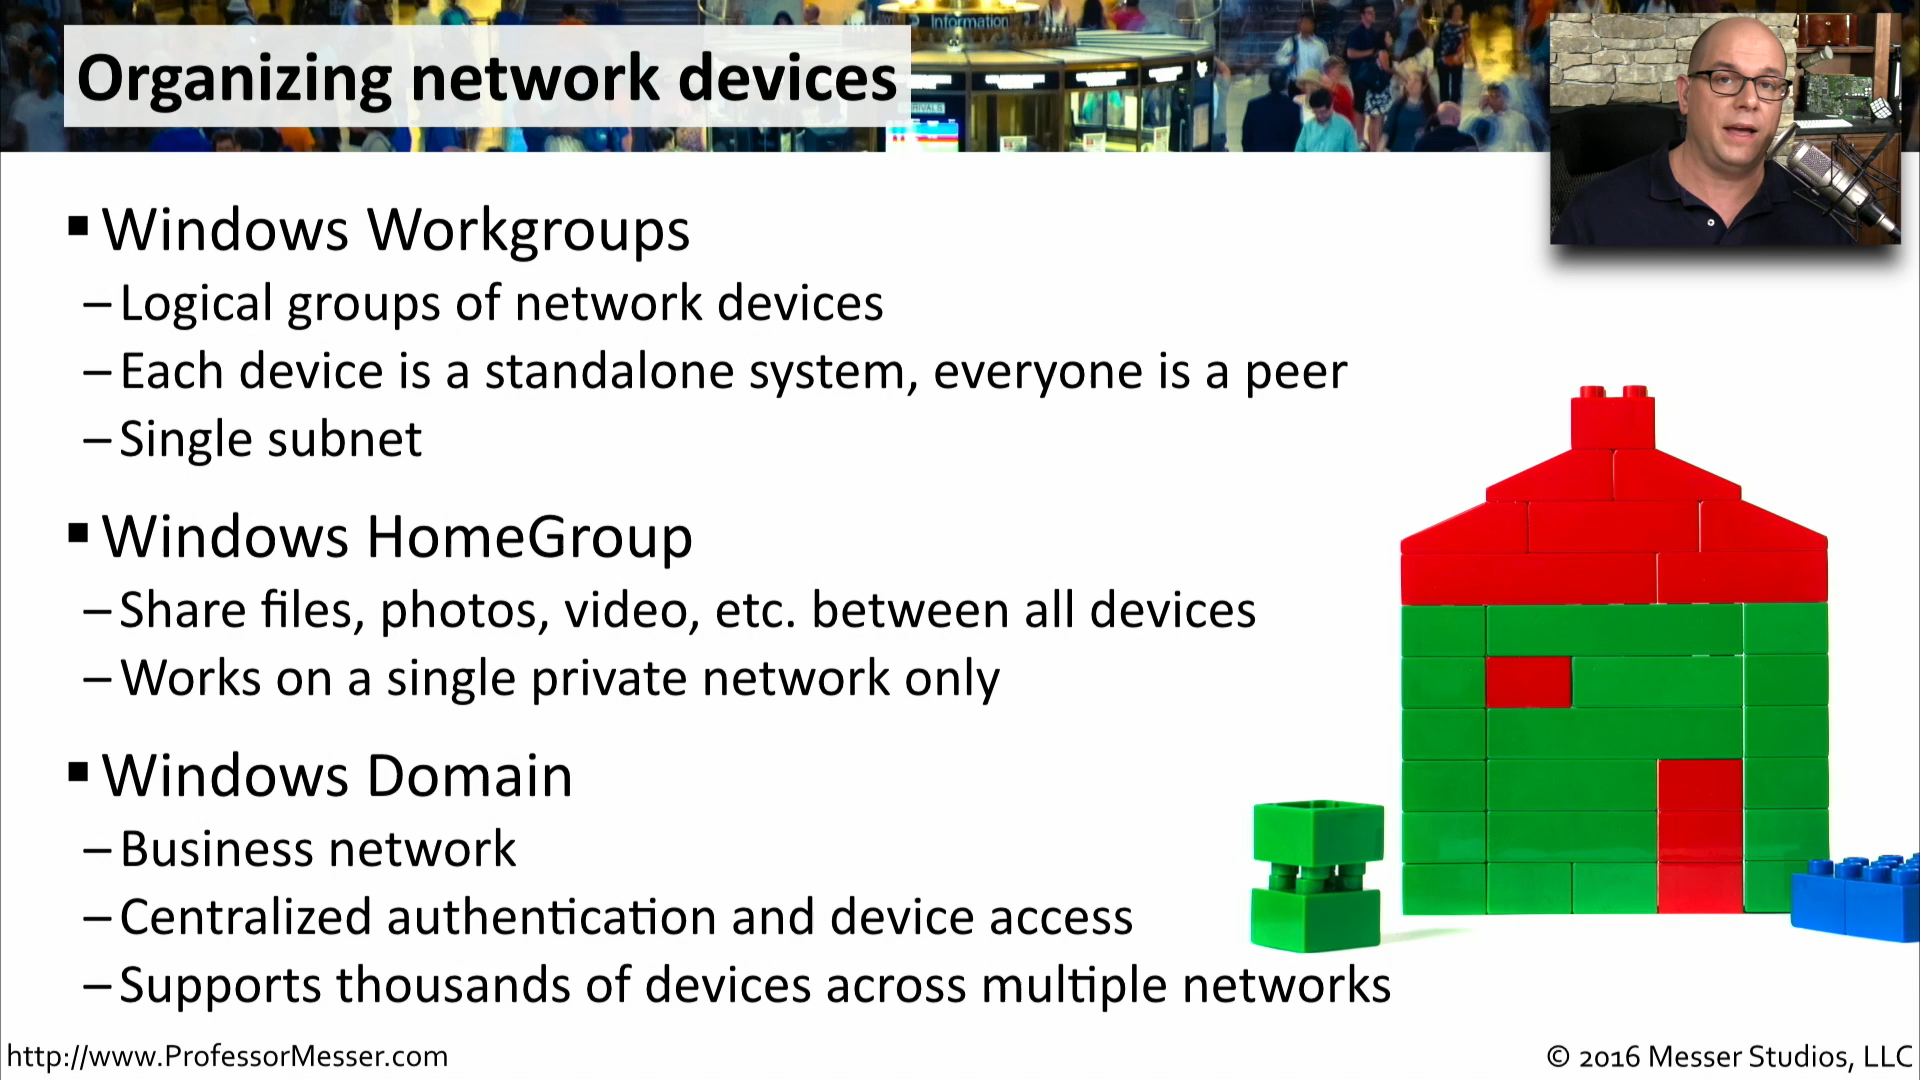 Information
Organizing network devices
ARRIVALS
▪ Windows Workgroups
– Logical groups of network devices
– Each device is a standalone system, everyone is a peer
– Single subnet
▪ Windows HomeGroup
– Share files, photos, video, etc. between all devices
– Works on a single private network only
▪ Windows Domain
– Business network
– Centralized authentication and device access
– Supports thousands of devices across multiple networks
http://www.ProfessorMesser.com
© 2016 Messer Studios, LLC